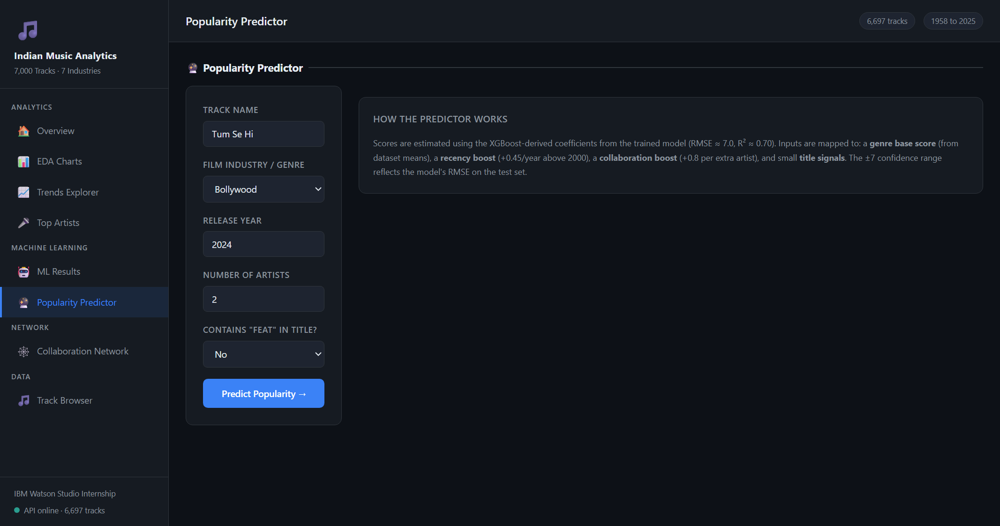 Indian Music Analytics
7,000 Tracks · 7 Industries
ANALYTICS
Overview
EDA Charts
Trends Explorer
Top Artists
MACHINE LEARNING
ML Results
Popularity Predictor
NETWORK
Collaboration Network
DATA
Track Browser
IBM Watson Studio Internship
API online · 6,697 tracks
Popularity Predictor
6,697 tracks
1958 to 2025
Popularity Predictor
TRACK NAME
Tum Se Hi
FILM INDUSTRY / GENRE
Bollywood
RELEASE YEAR
2024
NUMBER OF ARTISTS
2
CONTAINS "FEAT" IN TITLE?
No
Predict Popularity →
HOW THE PREDICTOR WORKS
Scores are estimated using the XGBoost-derived coefficients from the trained model (RMSE ≈ 7.0, R² ≈ 0.70). Inputs are mapped to: a genre base score (from
dataset means), a recency boost (+0.45/year above 2000), a collaboration boost (+0.8 per extra artist), and small title signals. The ±7 confidence range
reflects the model's RMSE on the test set.